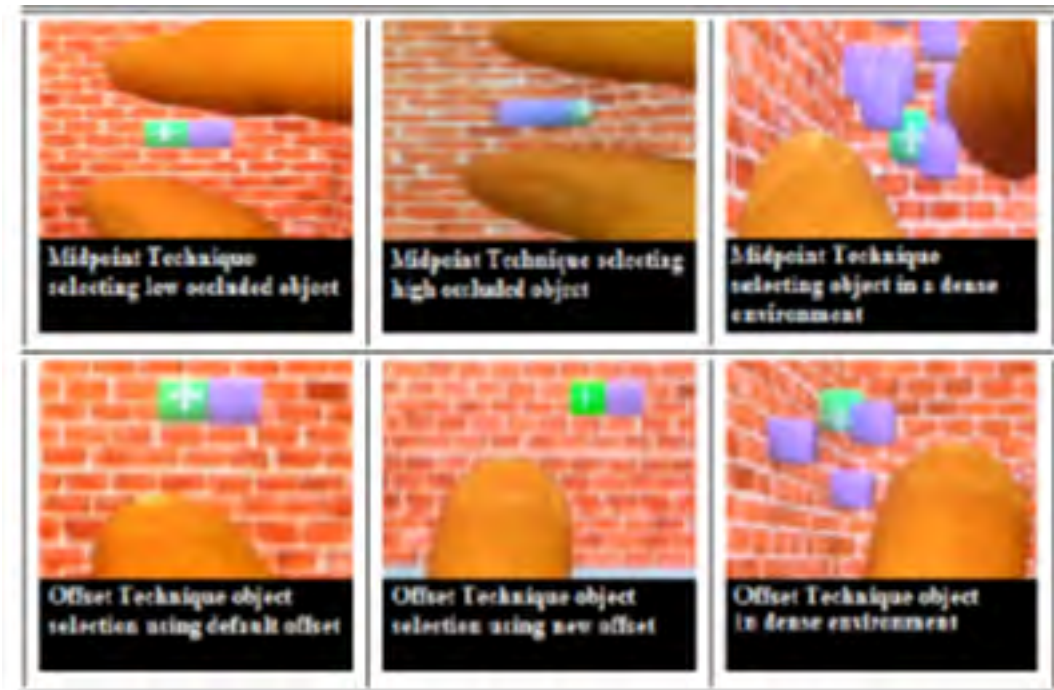 Midpoint Technique
selecting low occluded object
Midpoint Technique selecting
high occluded object
Midpoint Technique
selecting object in a dense
environment
Offset Technique object
selection using default offset
Offset Technique object
selection using new offset
Offset Technique object
in dense environment